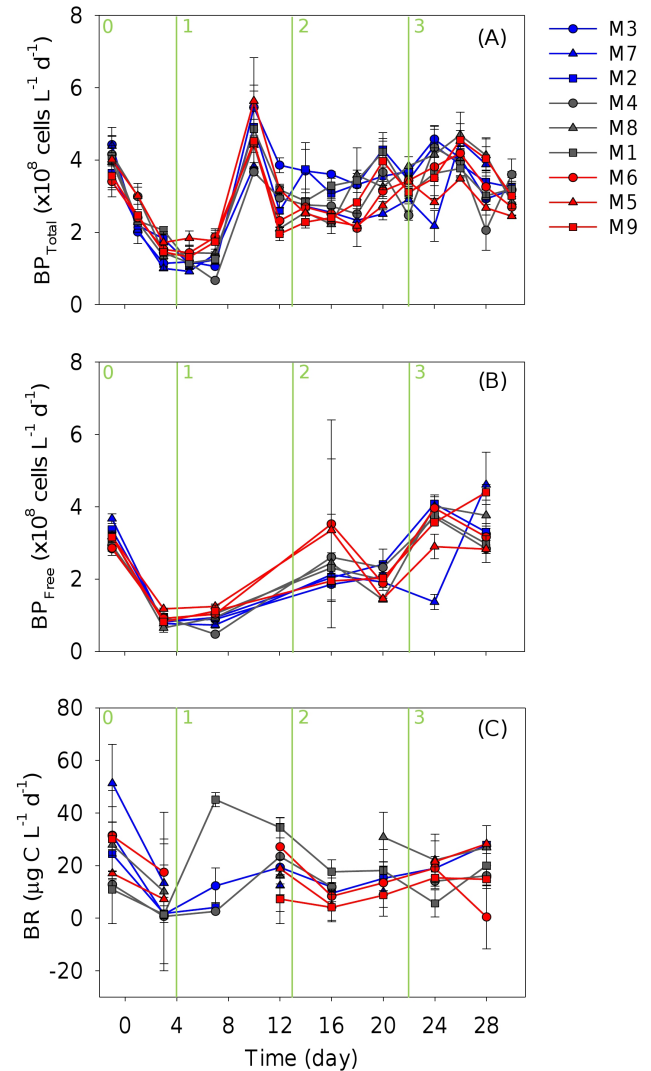 8
0
1
2
3
(A)
6
4
2
0
BP_Total (x10^8 cells L^-1 d^-1)
M3
M7
M2
M4
M8
M1
M6
M5
M9
8
0
1
2
3
(B)
6
4
2
0
BP_Free (x10^8 cells L^-1 d^-1)
80
0
1
2
3
(C)
60
40
20
0
-20
BR (µg C L^-1 d^-1)
0 4 8 12 16 20 24 28
Time (day)